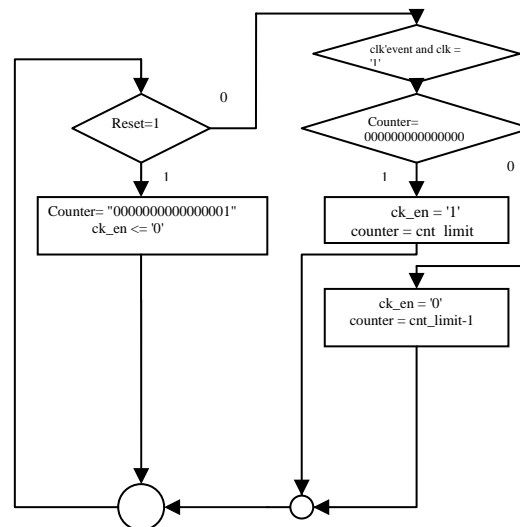 0
clk'event and clk =
'1'
Reset=1
Counter=
000000000000000
1
1
0
Counter= "0000000000000001"
ck_en <= '0'
ck_en = '1'
counter = cnt_limit
ck_en = '0'
counter = cnt_limit-1